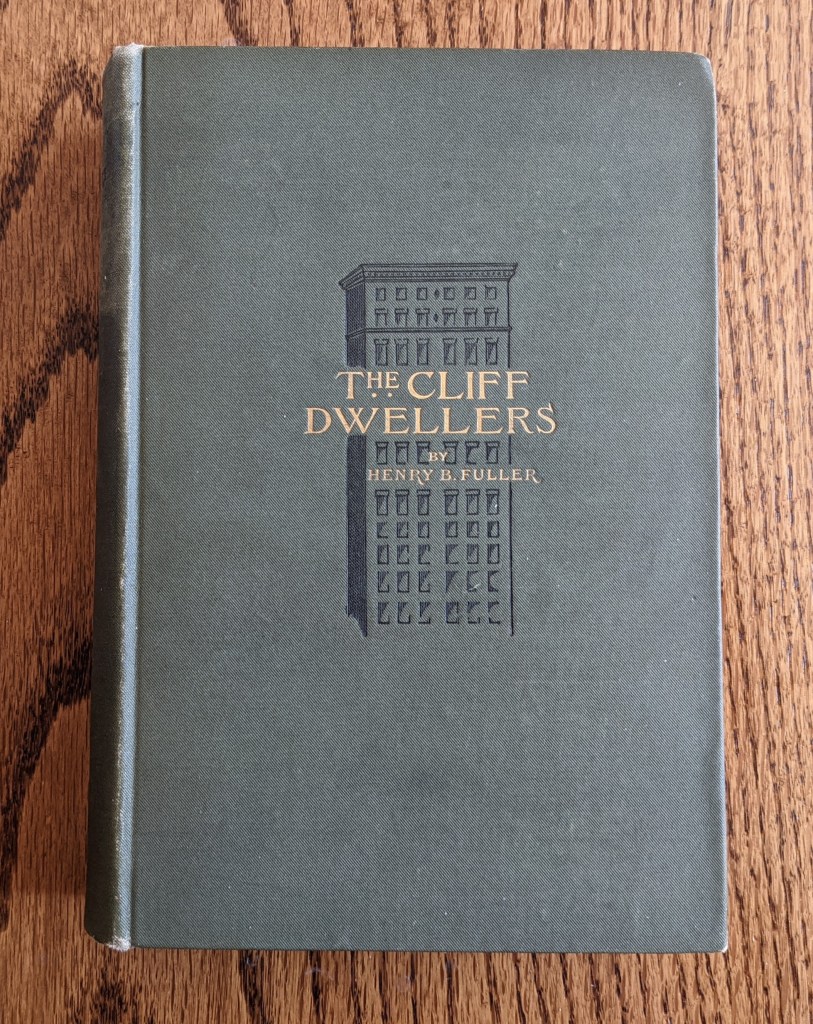 THE CLIFF
DWELLERS
BY
HENRY B. FULLER